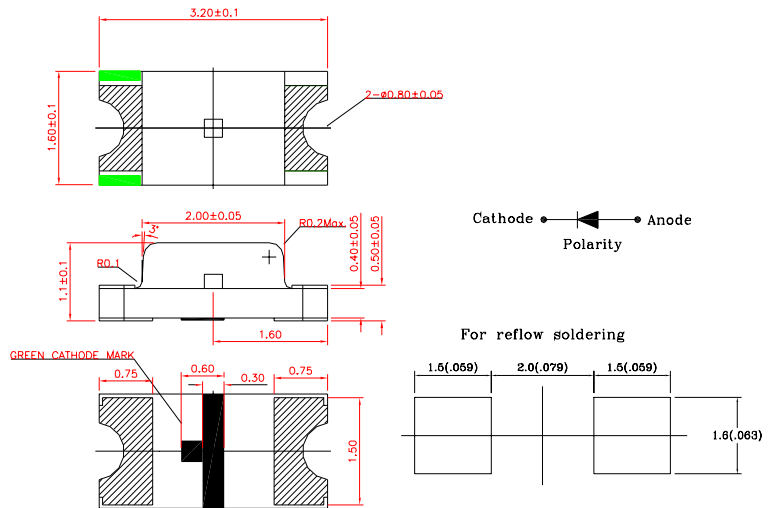 3.20±0.1
1.60±0.1
2-ø0.80±0.05
2.00±0.05
R0.2Max.
3°
R0.1
1.1±0.1
0.40±0.05
0.50±0.05
1.60
Cathode
Anode
Polarity
For reflow soldering
GREEN CATHODE MARK
0.75
0.60
0.30
0.75
1.50
1.5(.059)
2.0(.079)
1.5(.059)
1.6(.063)